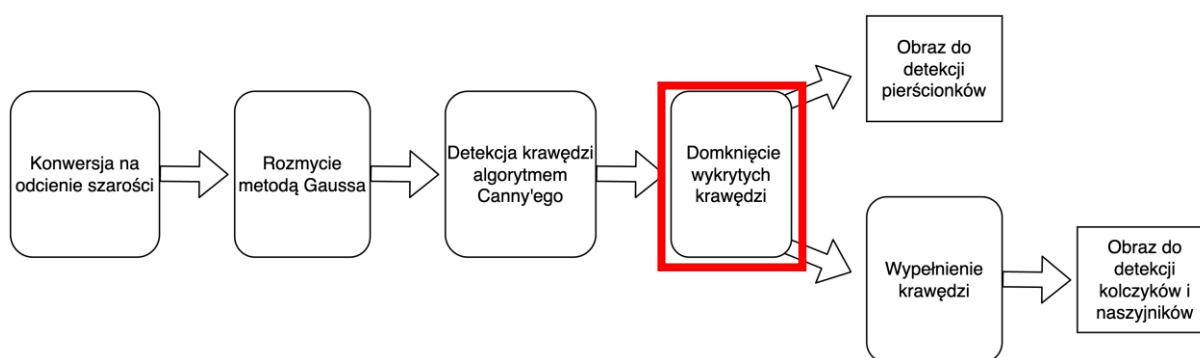 Konwersja na
odcienie szarości
Rozmycie
metodą Gaussa
Detekcja krawędzi
algorytmem
Canny'ego
Domknięcie
wykrytych
krawędzi
Obraz do
detekcji
pierścionków
Wypełnienie
krawędzi
Obraz do
detekcji
kolczyków i
naszyjników